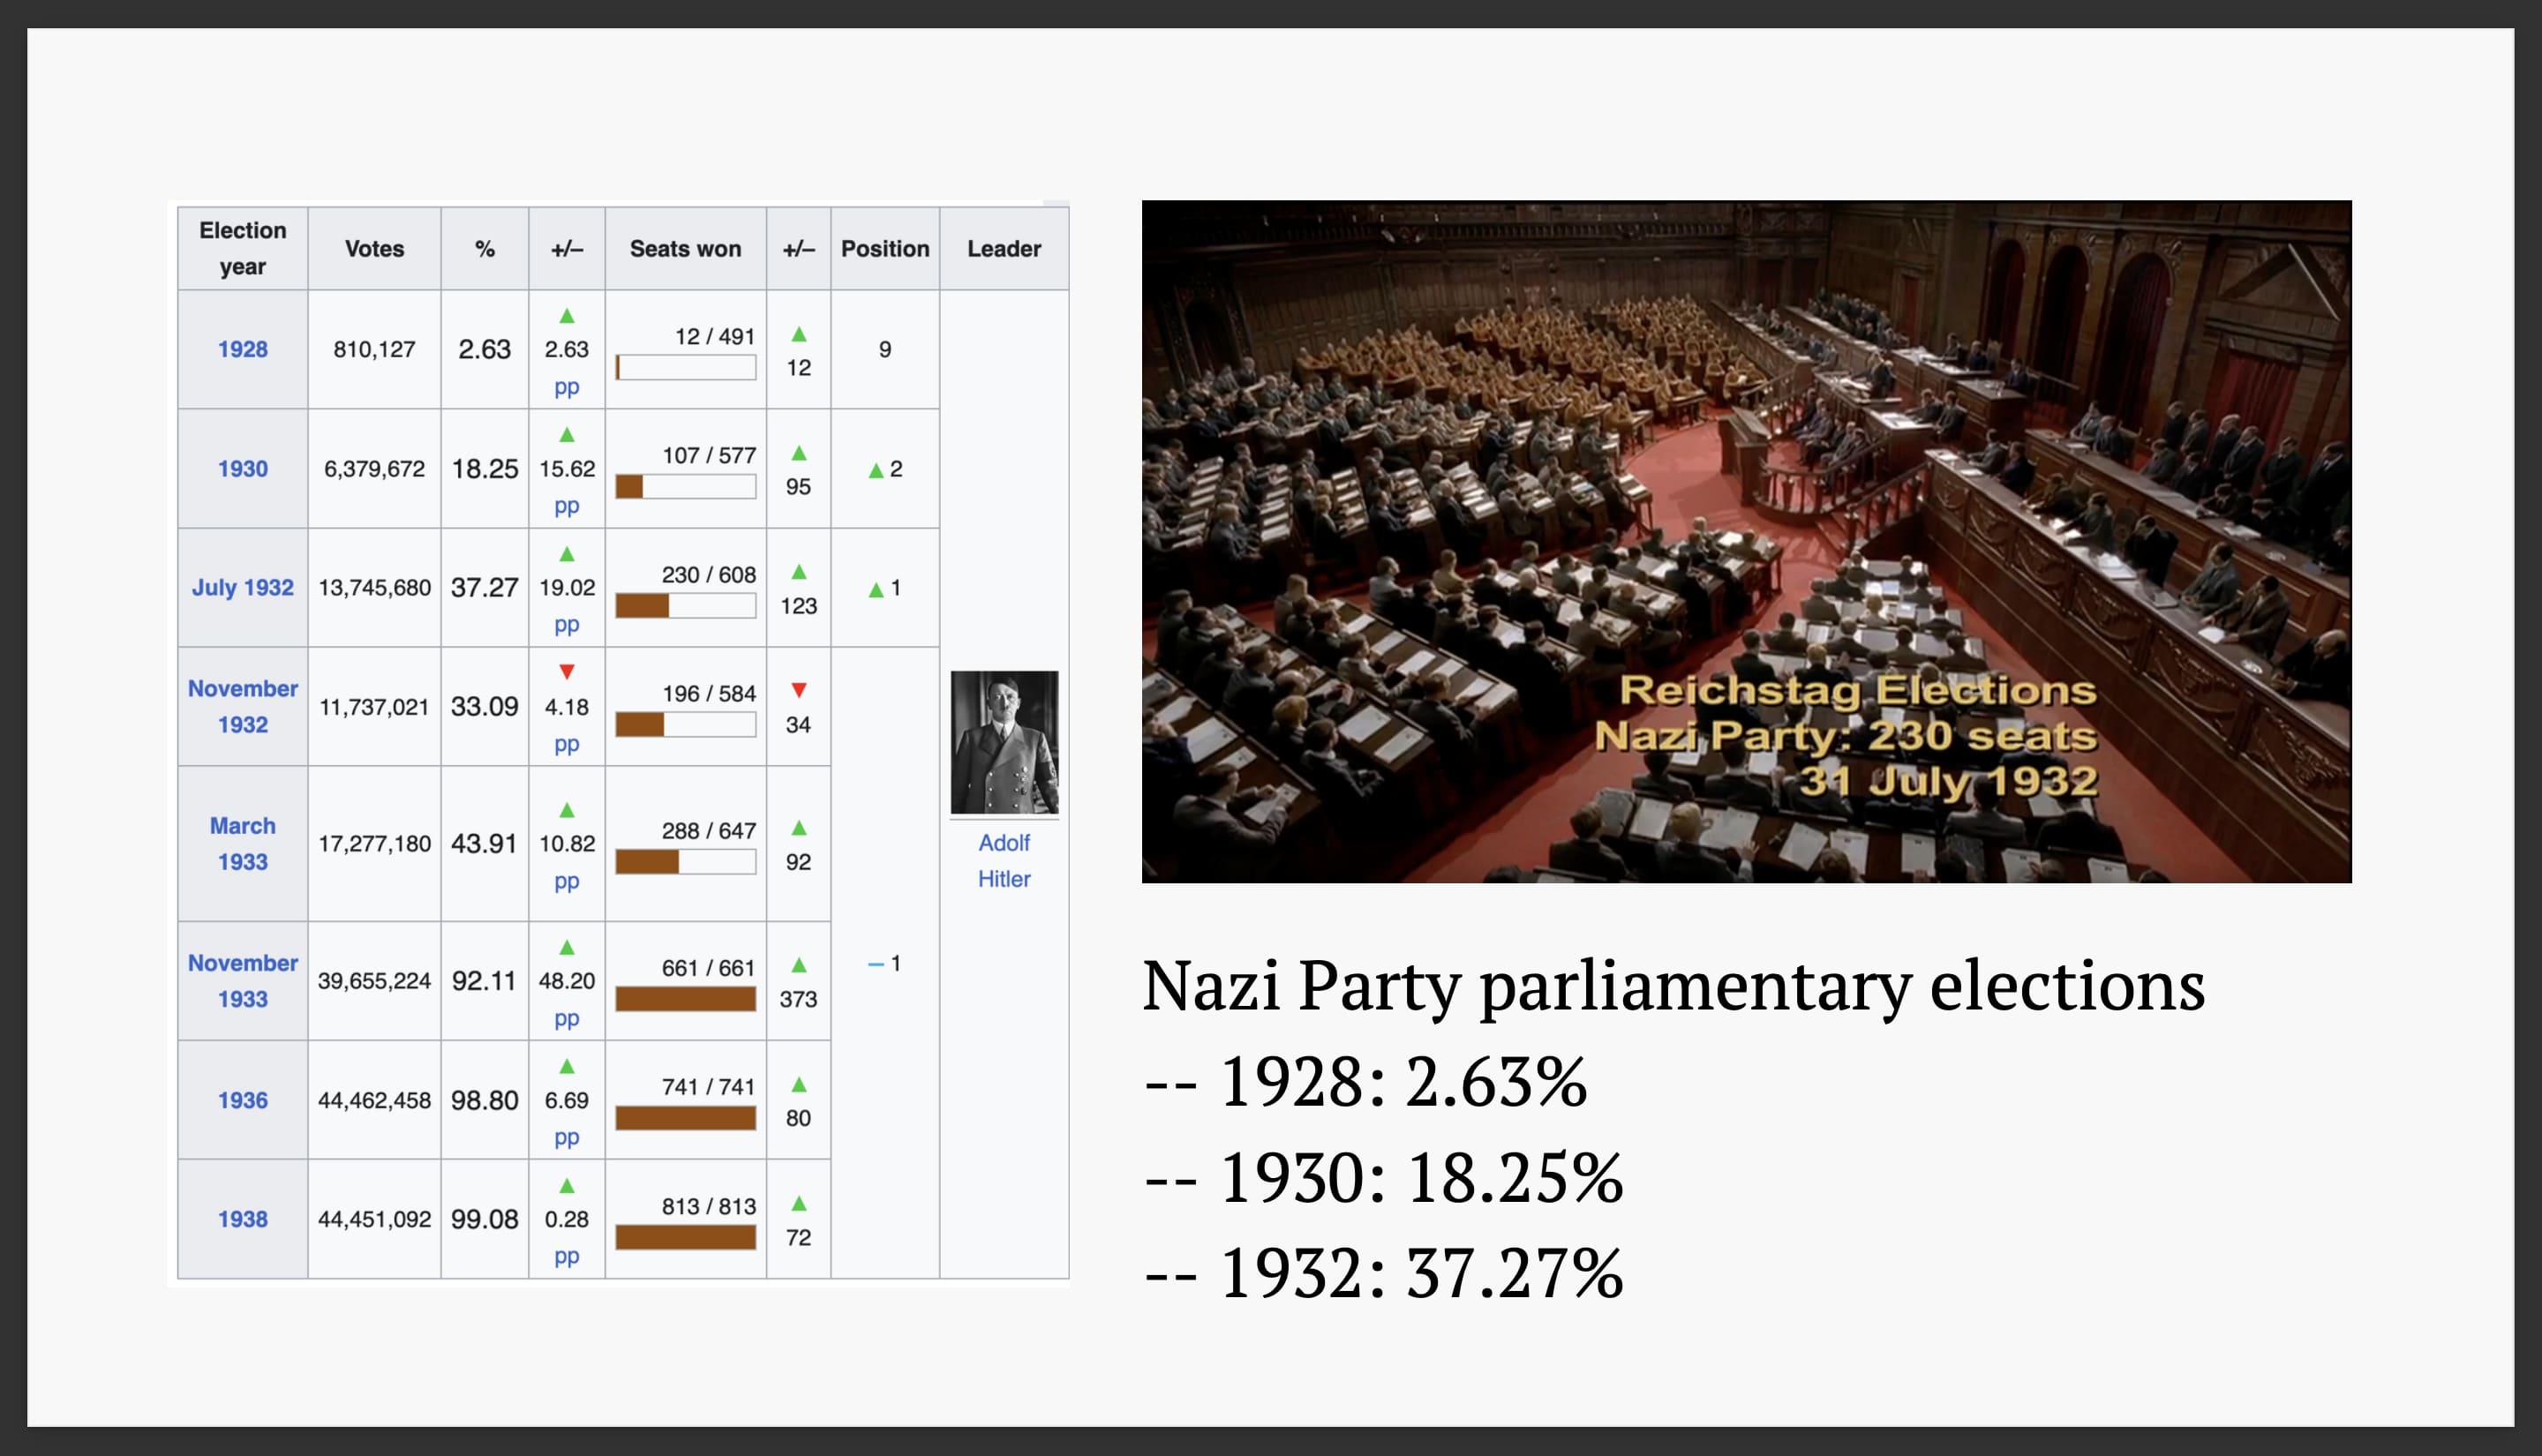 Election year Votes % +/– Seats won +/– Position Leader
1928 810,127 2.63 ▲ 2.63 pp 12 / 491 ▲ 12 9
1930 6,379,672 18.25 ▲ 15.62 pp 107 / 577 ▲ 95 ▲ 2
July 1932 13,745,680 37.27 ▲ 19.02 pp 230 / 608 ▲ 123 ▲ 1
November 1932 11,737,021 33.09 ▼ 4.18 pp 196 / 584 ▼ 34
March 1933 17,277,180 43.91 ▲ 10.82 pp 288 / 647 ▲ 92
November 1933 39,655,224 92.11 ▲ 48.20 pp 661 / 661 ▲ 373 – 1
1936 44,462,458 98.80 ▲ 6.69 pp 741 / 741 ▲ 80
1938 44,451,092 99.08 ▲ 0.28 pp 813 / 813 ▲ 72
Adolf
Hitler
Reichstag Elections
Nazi Party: 230 seats
31 July 1932
Nazi Party parliamentary elections
-- 1928: 2.63%
-- 1930: 18.25%
-- 1932: 37.27%